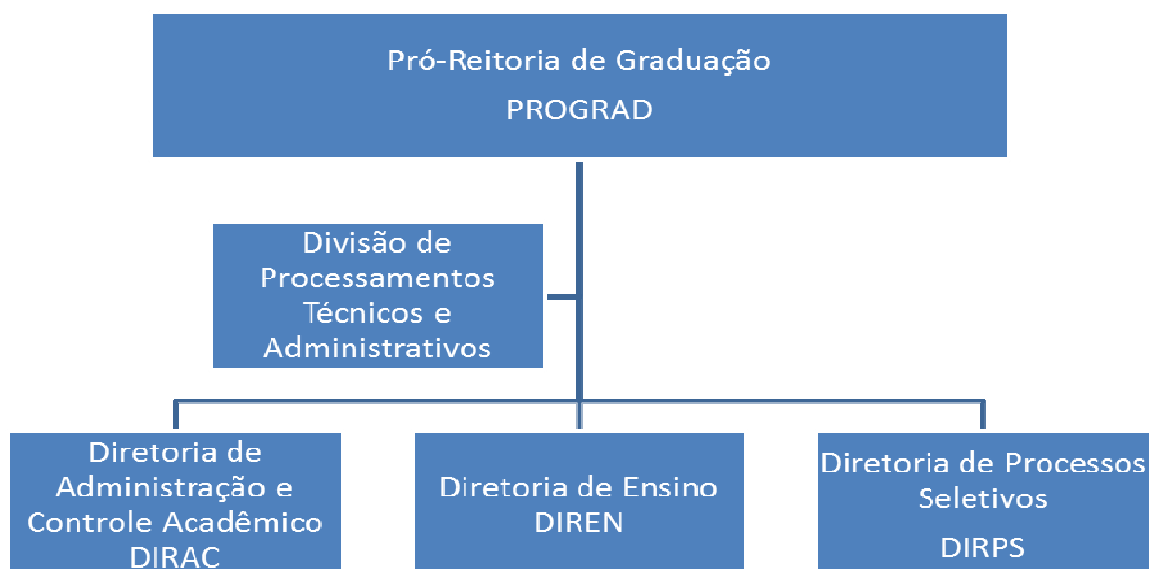 Pró-Reitoria de Graduação
PROGRAD
Divisão de
Processamentos
Técnicos e
Administrativos
Diretoria de
Administração e
Controle Acadêmico
DIRAC
Diretoria de Ensino
DIREN
Diretoria de Processos
Seletivos
DIRPS